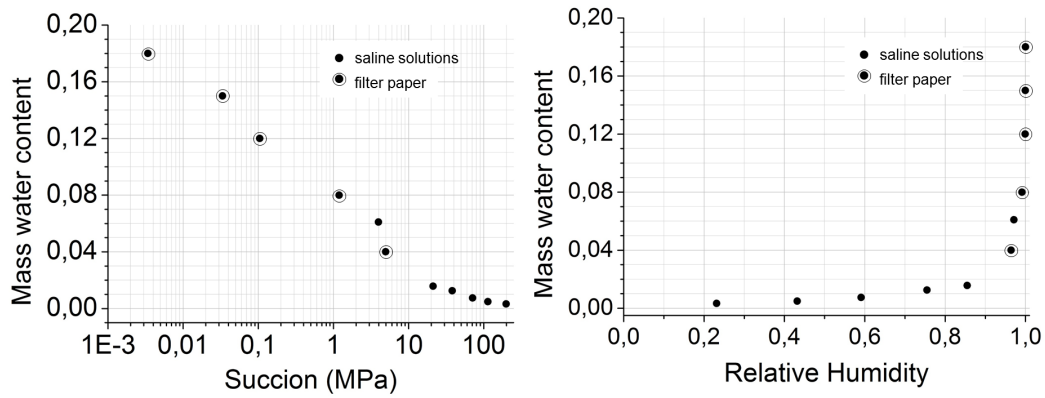 0,20
0,16
0,12
0,08
0,04
0,00
Mass water content
saline solutions
filter paper
1E-3 0,01 0,1 1 10 100
Succion (MPa)
0,20
0,16
0,12
0,08
0,04
0,00
Mass water content
saline solutions
filter paper
0,0 0,2 0,4 0,6 0,8 1,0
Relative Humidity